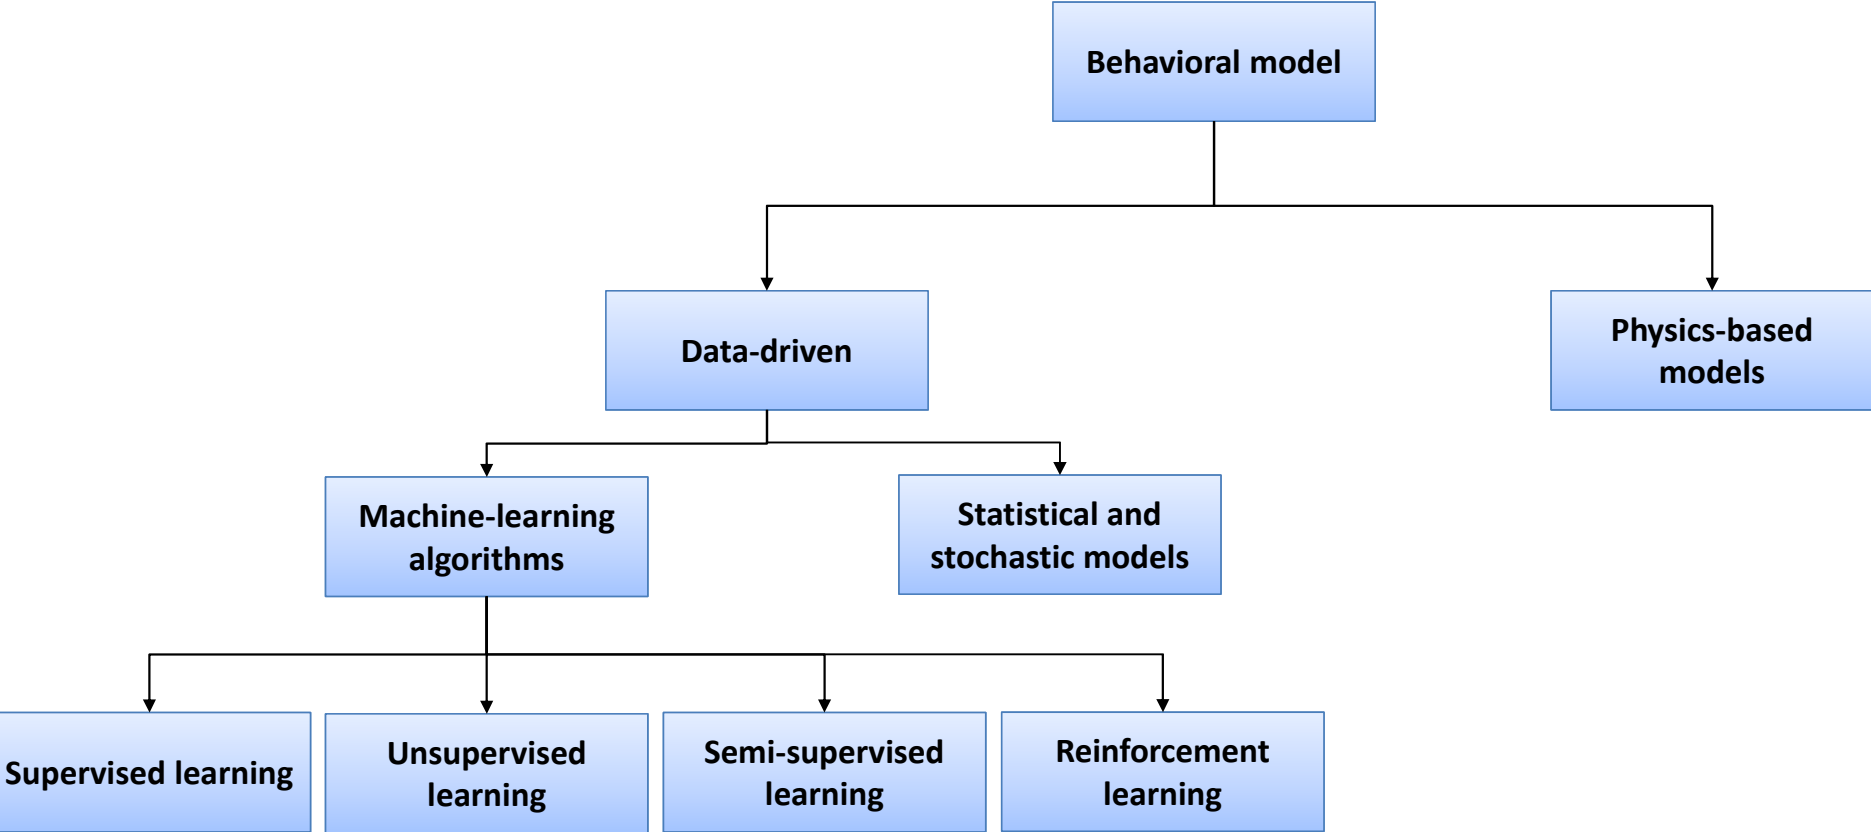 Behavioral model
Data-driven
Physics-based
models
Machine-learning
algorithms
Statistical and
stochastic models
Supervised learning
Unsupervised
learning
Semi-supervised
learning
Reinforcement
learning